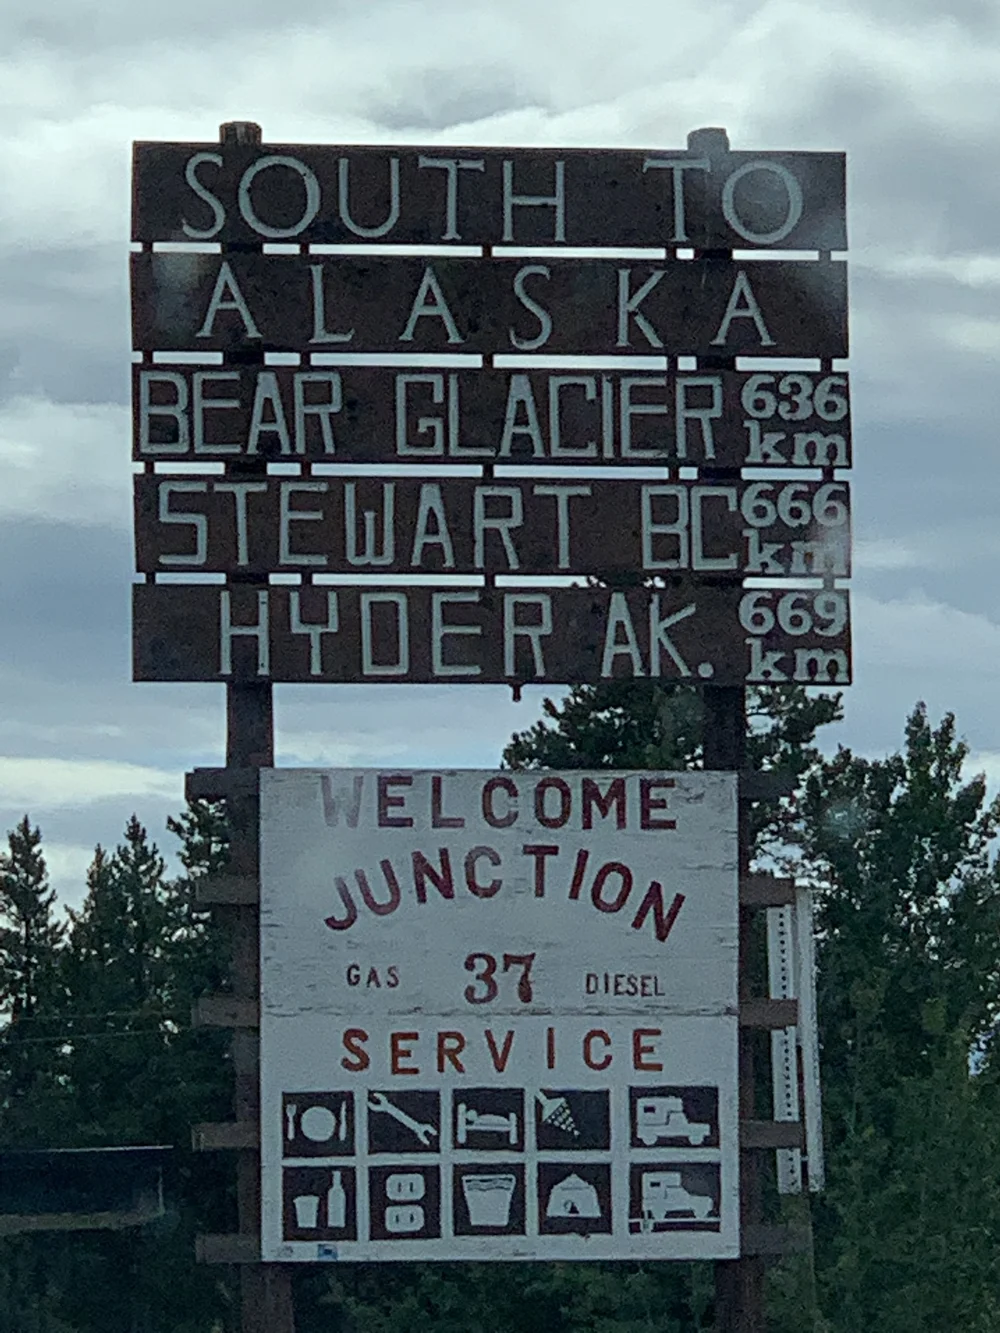 SOUTH TO
ALASKA
BEAR GLACIER 636 km
STEWART BC 666 km
HYDER AK. 669 km
WELCOME
JUNCTION
GAS 37 DIESEL
SERVICE